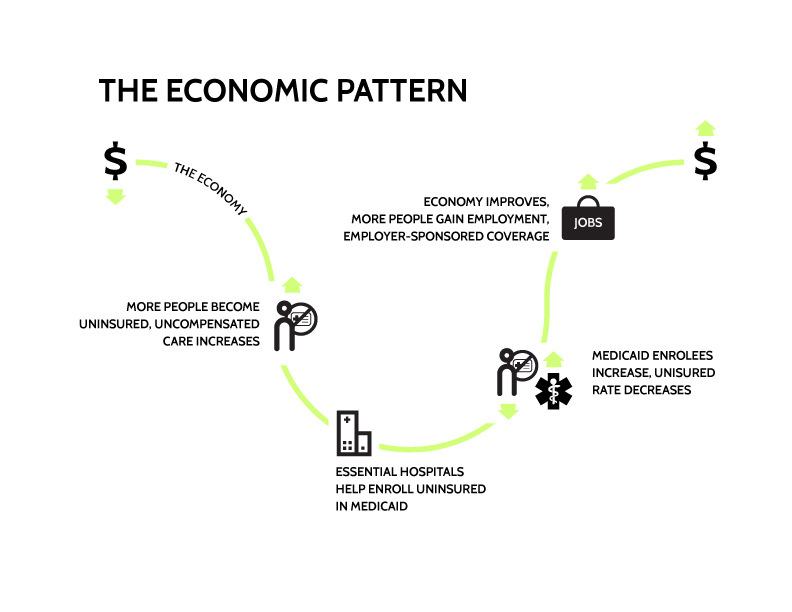 THE ECONOMIC PATTERN
$
THE ECONOMY
MORE PEOPLE BECOME
UNINSURED, UNCOMPENSATED
CARE INCREASES
ESSENTIAL HOSPITALS
HELP ENROLL UNINSURED
IN MEDICAID
MEDICAID ENROLEES
INCREASE, UNISURED
RATE DECREASES
ECONOMY IMPROVES,
MORE PEOPLE GAIN EMPLOYMENT,
EMPLOYER-SPONSORED COVERAGE
JOBS
$